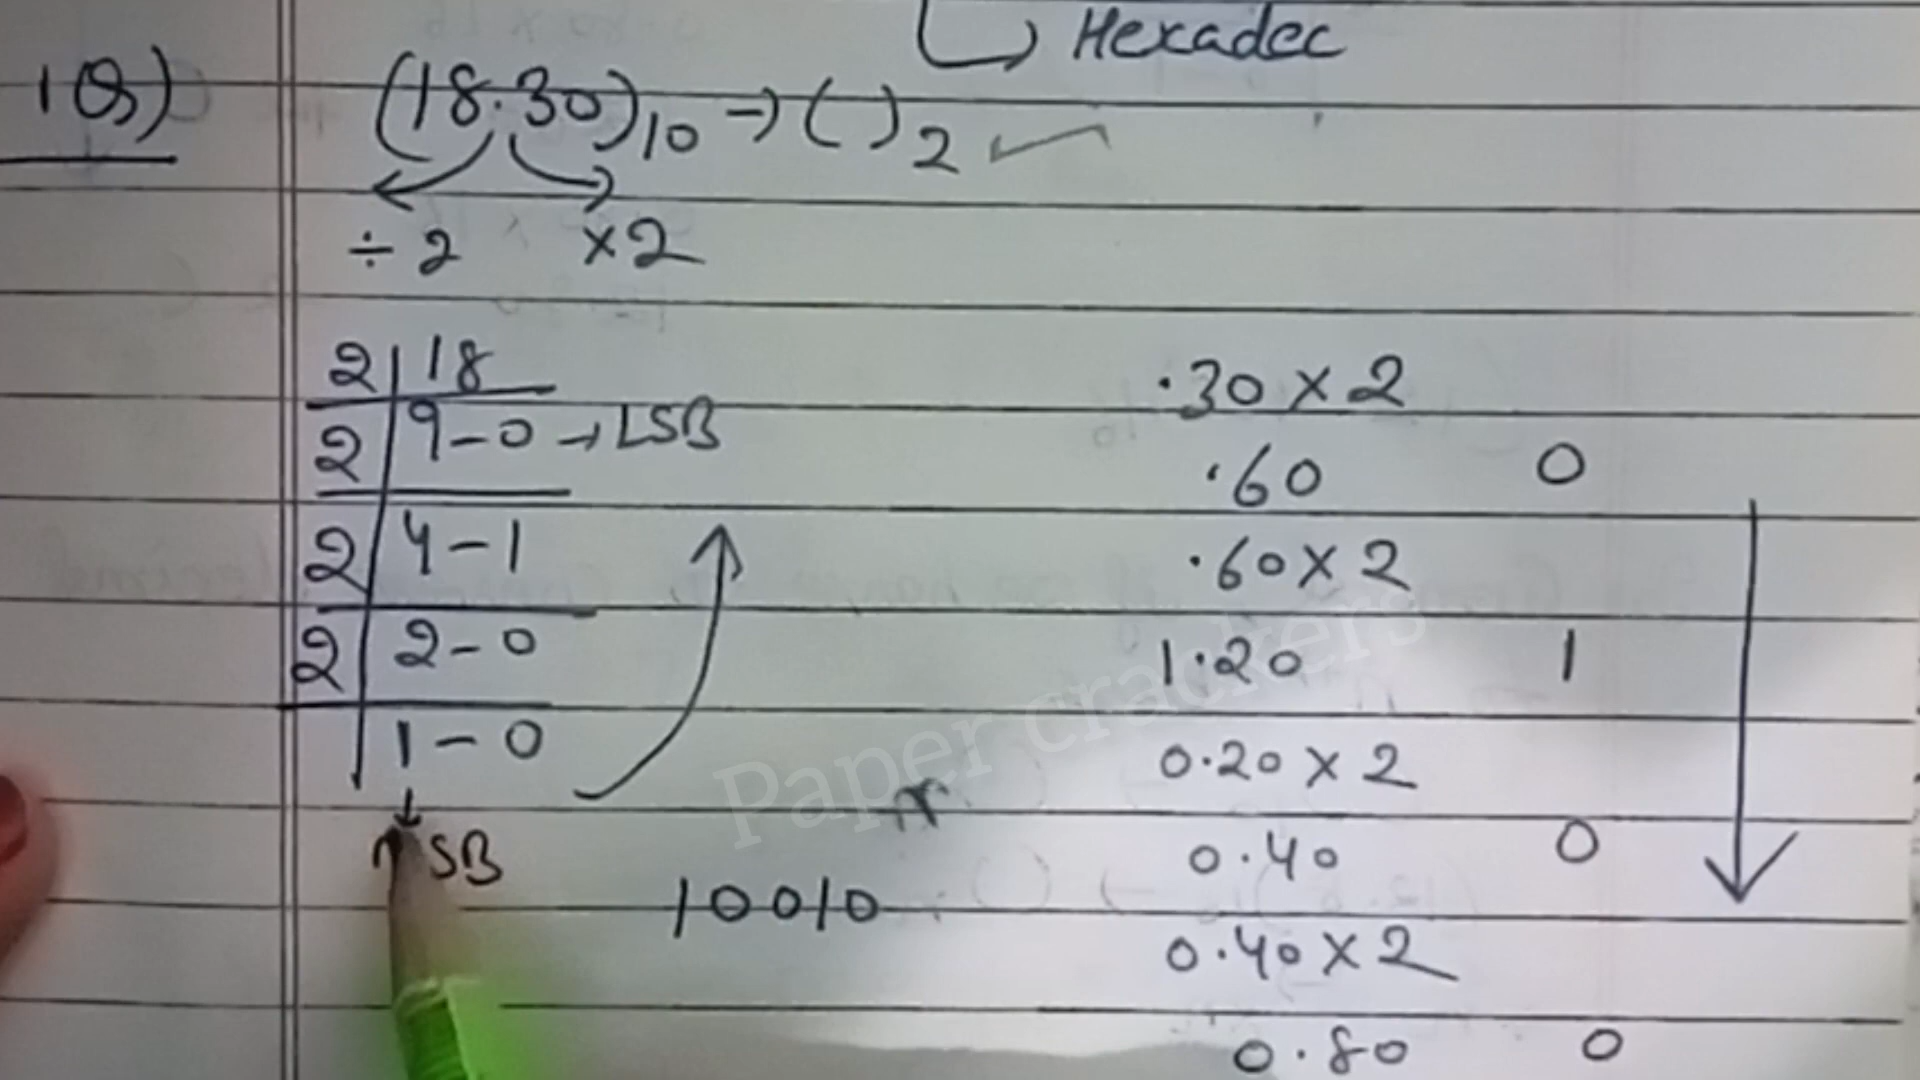 Hexadec
1Q) (18.30)10 → ( )2
÷ 2 ×2
2 | 18
2 | 9 - 0 → LSB
2 | 4 - 1
2 | 2 - 0
1 - 0
MSB
10010
.30 × 2
.60 0
.60 × 2
1.20 1
0.20 × 2
0.40 0
0.40 × 2
0.80 0
Paper crackers